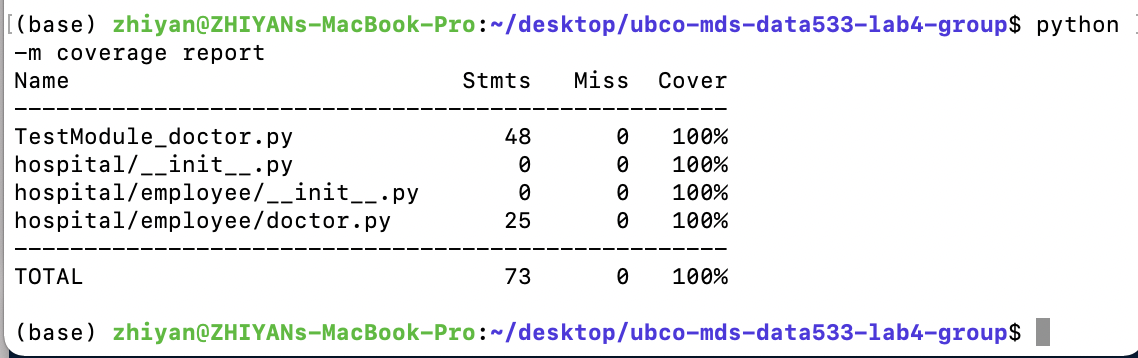 (base) zhiyan@ZHIYANs-MacBook-Pro:~/desktop/ubco-mds-data533-lab4-group$ python
-m coverage report
Name                            Stmts   Miss  Cover
---------------------------------------------------
TestModule_doctor.py               48      0   100%
hospital/__init__.py                0      0   100%
hospital/employee/__init__.py       0      0   100%
hospital/employee/doctor.py        25      0   100%
---------------------------------------------------
TOTAL                              73      0   100%
(base) zhiyan@ZHIYANs-MacBook-Pro:~/desktop/ubco-mds-data533-lab4-group$